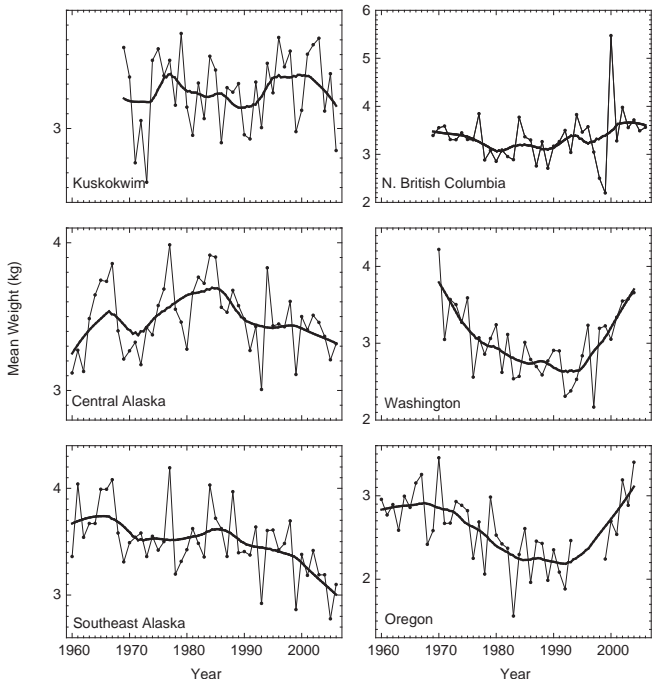 6
5
3
4
3
Kuskokwim
N. British Columbia
2
4
4
3
3
Mean Weight (kg)
Central Alaska
Washington
2
4
3
3
2
Southeast Alaska
Oregon
1960 1970 1980 1990 2000
1960 1970 1980 1990 2000
Year
Year